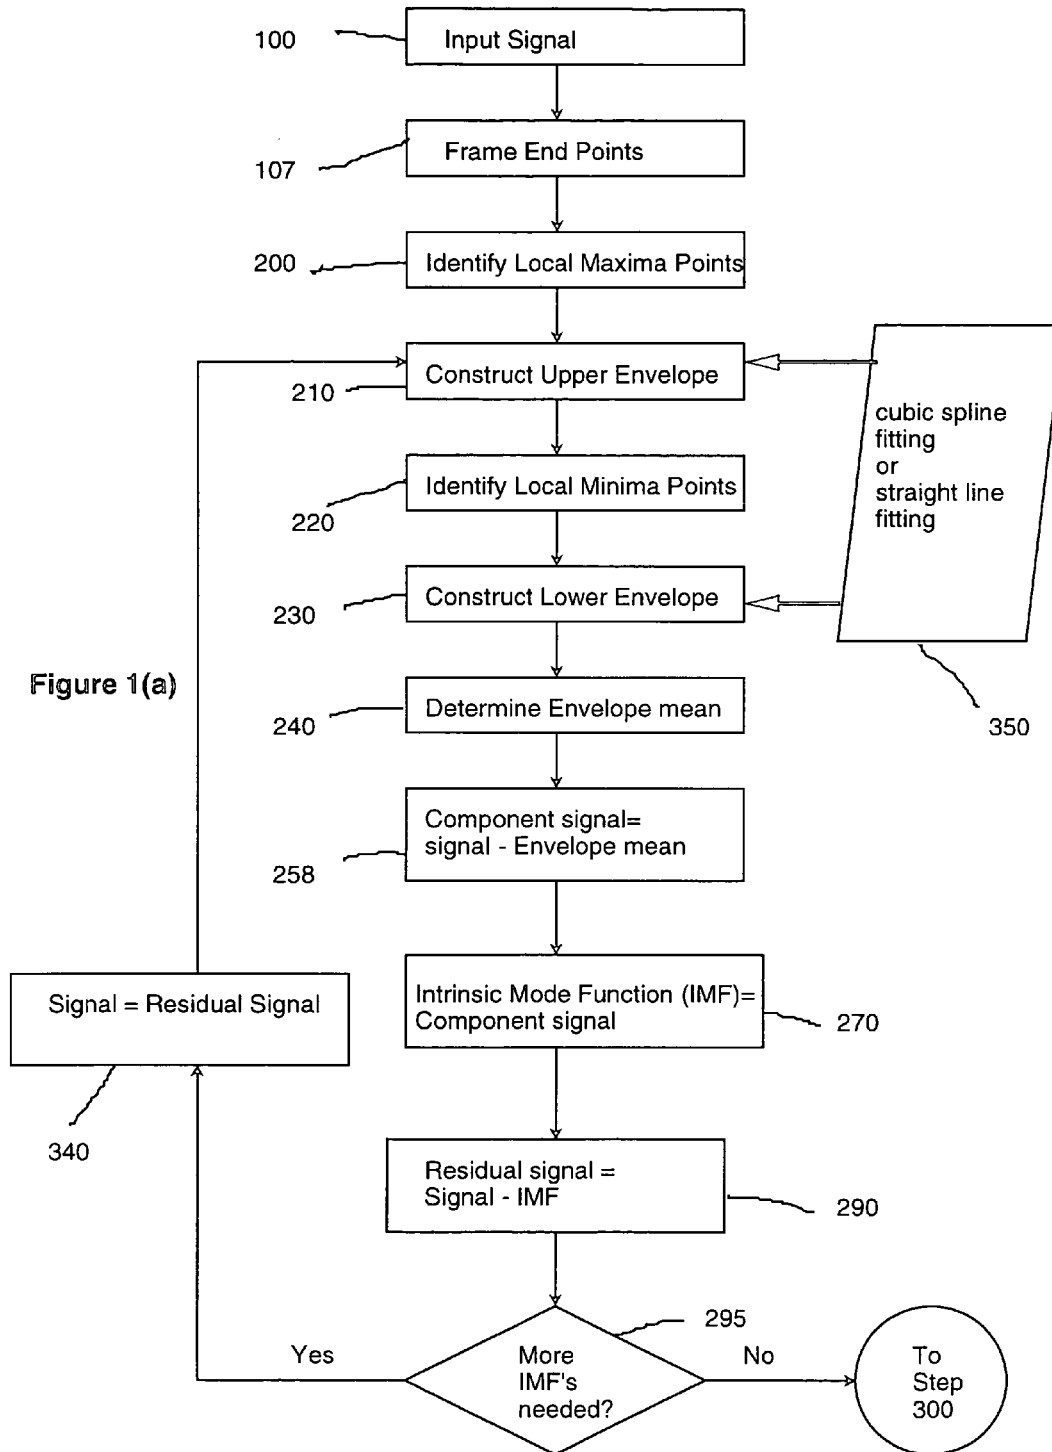 100
Input Signal
107
Frame End Points
200
Identify Local Maxima Points
210
Construct Upper Envelope
cubic spline
fitting
or
straight line
fitting
350
220
Identify Local Minima Points
230
Construct Lower Envelope
Figure 1(a)
240
Determine Envelope mean
258
Component signal=
signal - Envelope mean
Intrinsic Mode Function (IMF)=
Component signal
270
Signal = Residual Signal
340
Residual signal =
Signal - IMF
290
295
More
IMF's
needed?
Yes
No
To
Step
300